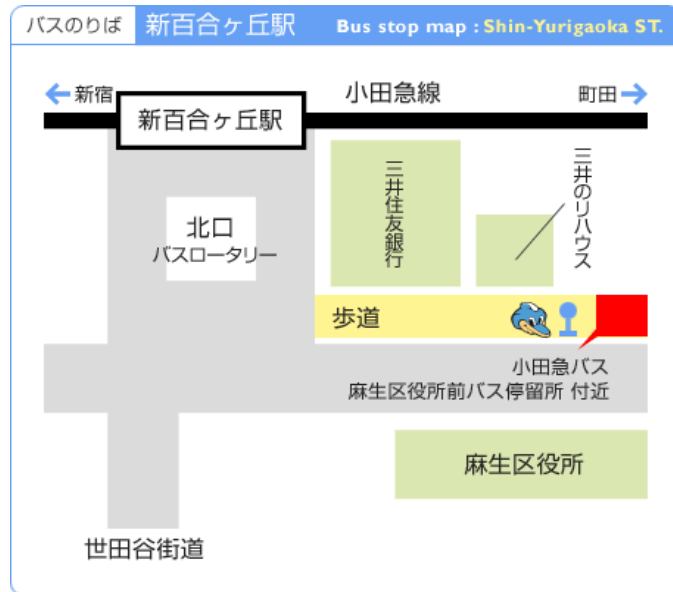 バスのりば 新百合ヶ丘駅 Bus stop map : Shin-Yurigaoka ST.
新宿
小田急線
町田
新百合ヶ丘駅
三井住友銀行
三井のリハウス
北口
バスロータリー
歩道
小田急バス
麻生区役所前バス停留所 付近
麻生区役所
世田谷街道